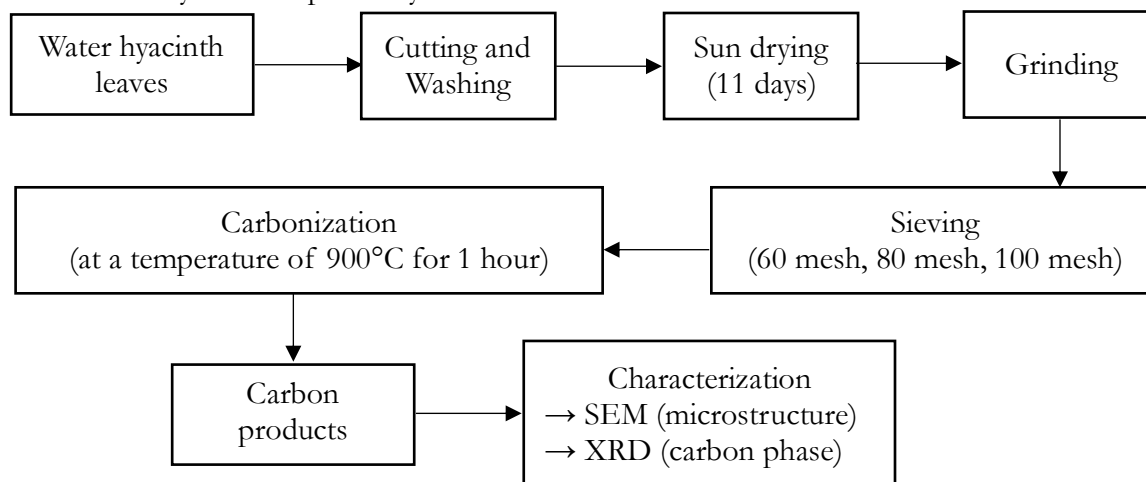 Water hyacinth
leaves
Cutting and
Washing
Sun drying
(11 days)
Grinding
Sieving
(60 mesh, 80 mesh, 100 mesh)
Carbonization
(at a temperature of 900°C for 1 hour)
Carbon
products
Characterization
→ SEM (microstructure)
→ XRD (carbon phase)